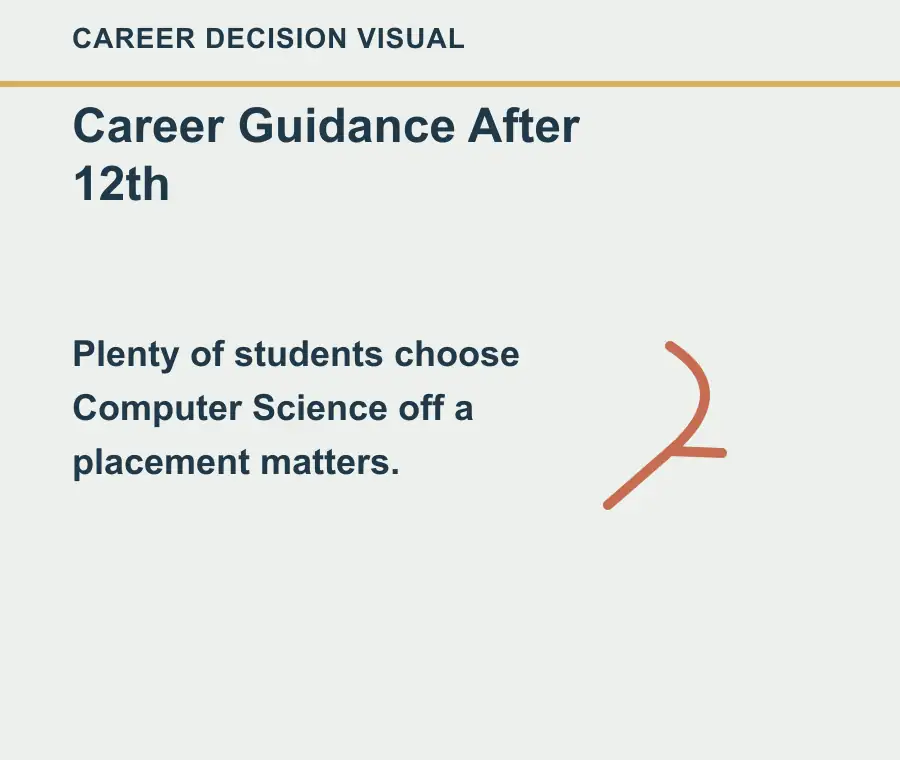 CAREER DECISION VISUAL
Career Guidance After
12th
Plenty of students choose
Computer Science off a
placement matters.